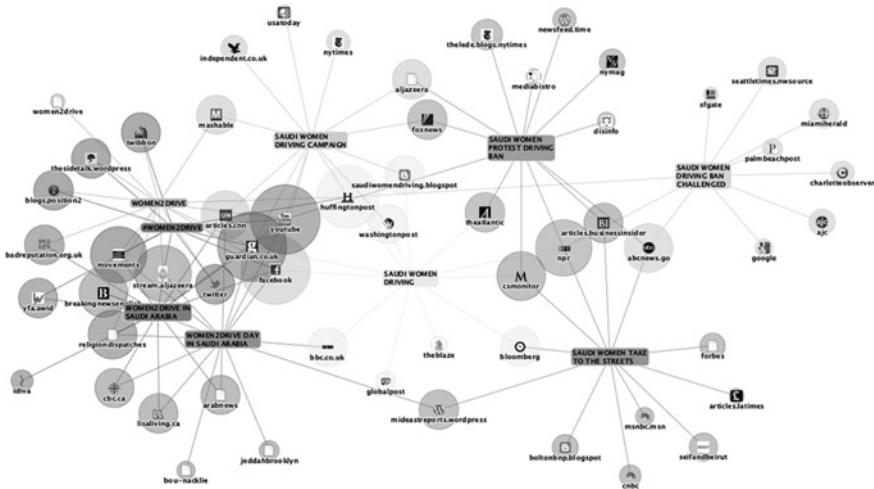 usatoday
independent.co.uk
nytimes
thelede.blogs.nytimes
newsfeed.time
nymag
mediabistro
aljazeera
seattletimes.nwsource
sfgate
miamiherald
women2drive
mashable
twibbon
foxnews
disinfo
SAUDI WOMEN
DRIVING CAMPAIGN
SAUDI WOMEN
PROTEST DRIVING
BAN
palmbeachpost
thesidetalk.wordpress
SAUDI WOMEN
DRIVING BAN
CHALLENGED
charlotteobserver
blogs.position2
saudiwomendriving.blogspot
WOMEN2DRIVE
huffingtonpost
theatlantic
#WOMEN2DRIVE
articles.cnn
youtube
washingtonpost
articles.businessinsider
ajc
badreputation.org.uk
movements
guardian.co.uk
npr
abcnews.go
google
stream.aljazeera
twitter
facebook
SAUDI WOMEN
DRIVING
csmonitor
yfa.awid
WOMEN2DRIVE IN
SAUDI ARABIA
WOMEN2DRIVE DAY
IN SAUDI ARABIA
religiondispatches
bbc.co.uk
theblaze
bloomberg
SAUDI WOMEN TAKE
TO THE STREETS
forbes
idiva
cbc.ca
arabnews
globalpost
lisaliving.ca
mideastreports.wordpress
articles.latimes
msnbc.msn
boltonbnp.blogspot
seifandbeirut
jeddahbrooklyn
bou-nacklie
cnbc